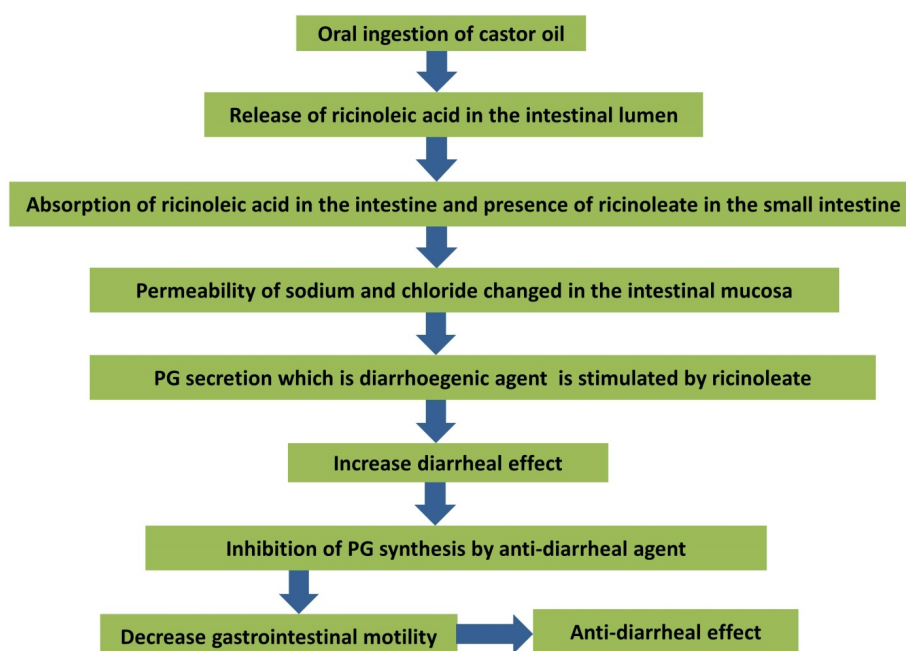 Oral ingestion of castor oil
Release of ricinoleic acid in the intestinal lumen
Absorption of ricinoleic acid in the intestine and presence of ricinoleate in the small intestine
Permeability of sodium and chloride changed in the intestinal mucosa
PG secretion which is diarrhoegenic agent is stimulated by ricinoleate
Increase diarrheal effect
Inhibition of PG synthesis by anti-diarrheal agent
Decrease gastrointestinal motility
Anti-diarrheal effect